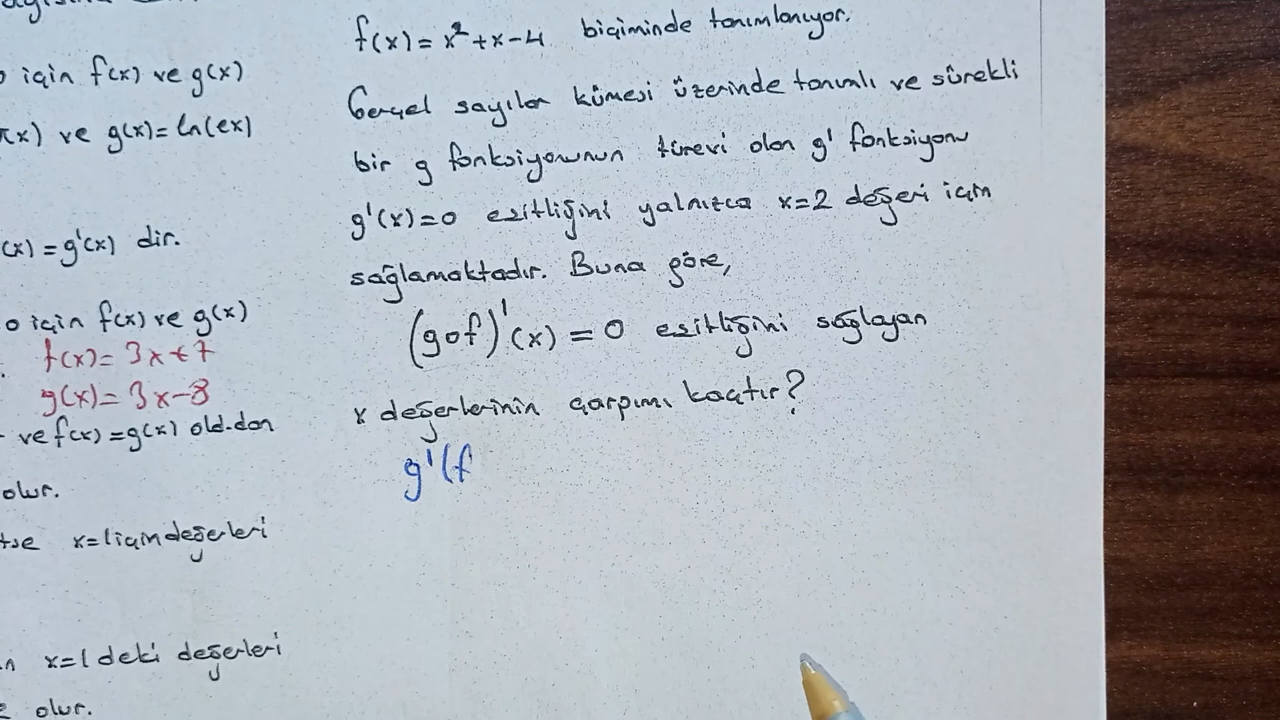 için f(x) ve g(x)
ve g(x)=ln(ex)
=g'(x) dir.
için f(x) ve g(x)
f(x)= 3x+7
g(x)= 3x-8
ve f(x)=g(x) old.dan
olur.
x=1 için değerleri
x=1 deki değerleri
olur.
f(x)= x²+x-4 biçiminde tanımlanıyor.
Gerçel sayılar kümesi üzerinde tanımlı ve sürekli
bir g fonksiyonunun türevi olan g' fonksiyonu
g'(x)=0 eşitliğini yalnızca x=2 değeri için
sağlamaktadır. Buna göre,
(gof)'(x) = 0 esitliğini sağlayan
x değerlerinin çarpımı kaçtır?
g'(f